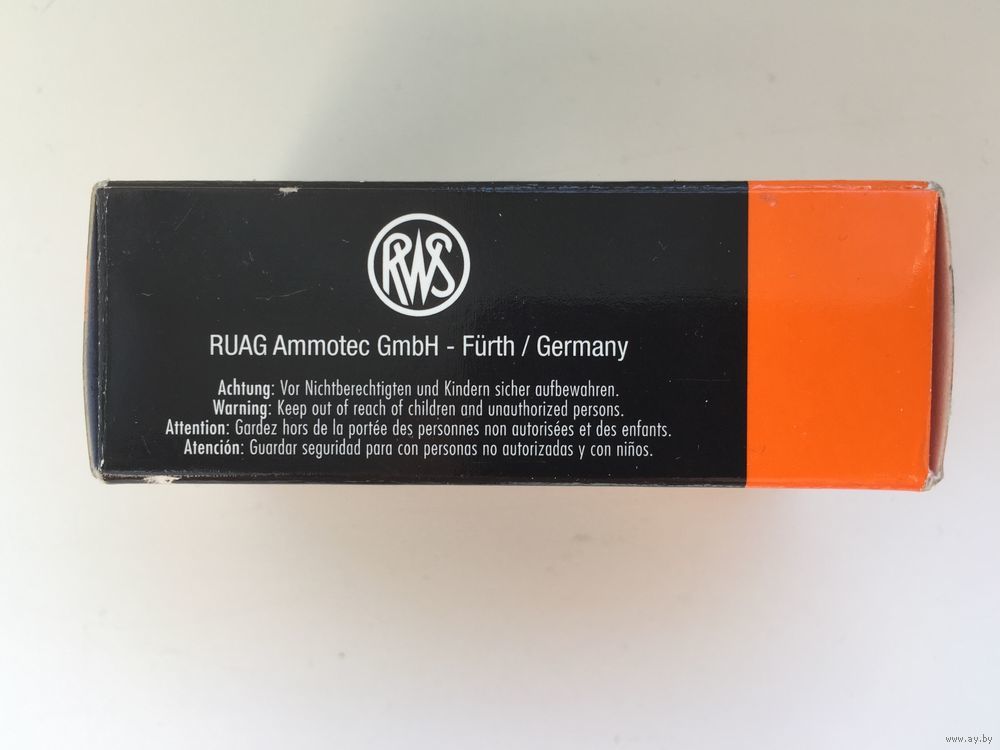 RWS
RUAG Ammotec GmbH - Fürth / Germany
Achtung: Vor Nichtberechtigten und Kindern sicher aufbewahren.
Warning: Keep out of reach of children and unauthorized persons.
Attention: Gardez hors de la portée des personnes non autorisées et des enfants.
Atención: Guardar seguridad para con personas no autorizadas y con niños.
www.ay.by